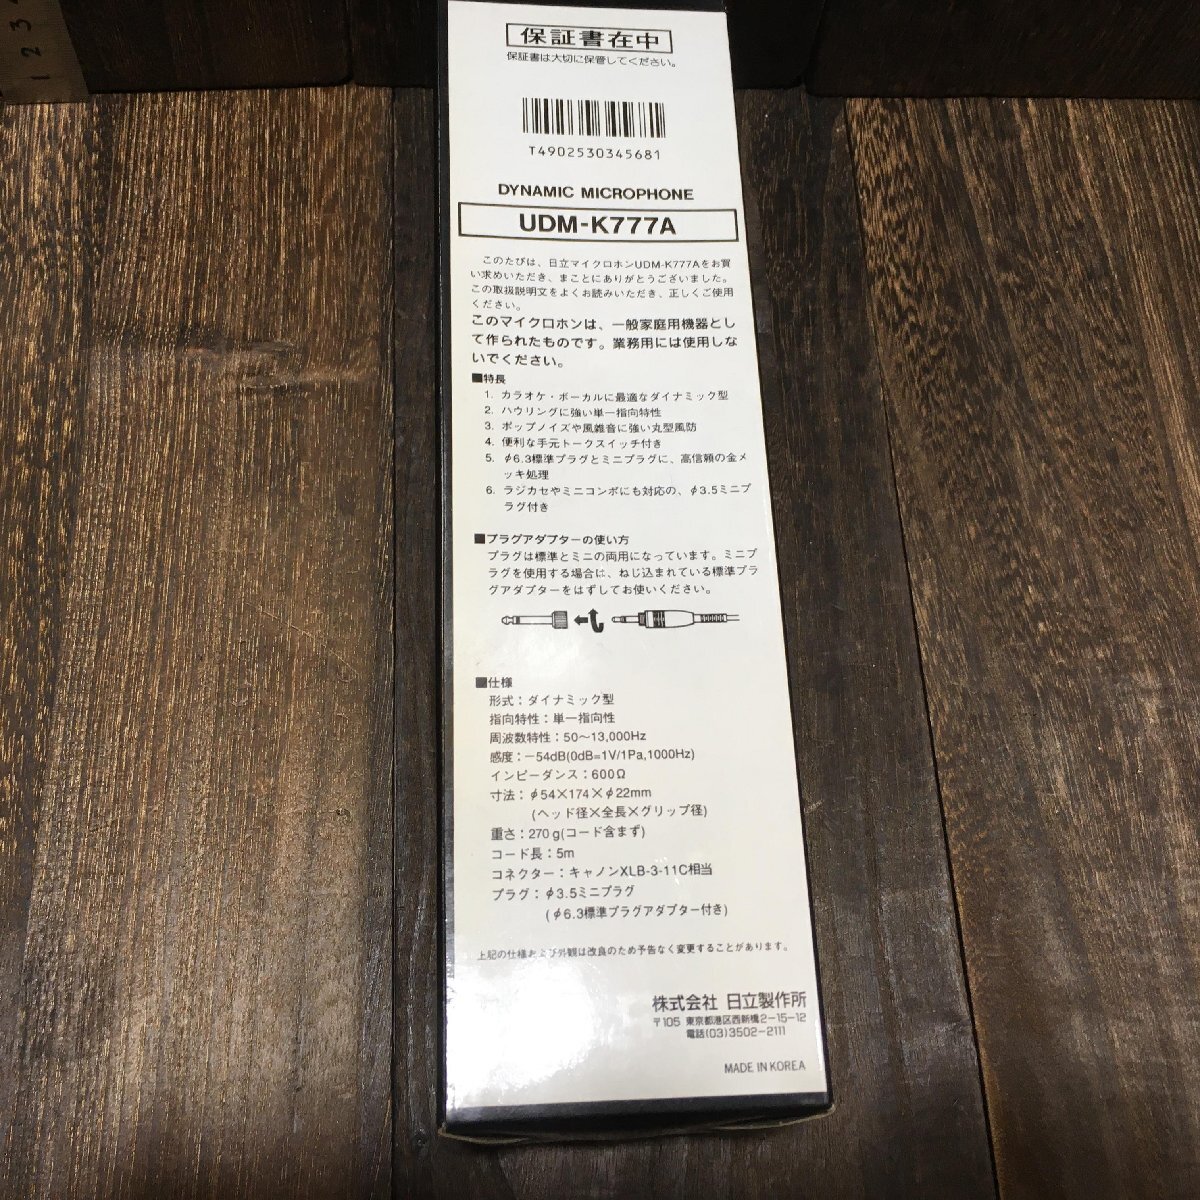 3
2
1
保証書在中
保証書は大切に保管してください。
T4902530345681
DYNAMIC MICROPHONE
UDM-K777A
このたびは、日立マイクロホンUDM-K777Aをお買
い求めいただき、まことにありがとうございました。
この取扱説明文をよくお読みいただき、正しくご使用
ください。
このマイクロホンは、一般家庭用機器とし
て作られたものです。業務用には使用しな
いでください。
■特長
1. カラオケ・ボーカルに最適なダイナミック型
2. ハウリングに強い単一指向特性
3. ポップノイズや風雑音に強い丸型風防
4. 便利な手元トークスイッチ付き
5. φ6.3標準プラグとミニプラグに、高信頼の金メ
ッキ処理
6. ラジカセやミニコンポにも対応の、φ3.5ミニプ
ラグ付き
■プラグアダプターの使い方
プラグは標準とミニの両用になっています。ミニプ
ラグを使用する場合は、ねじ込まれている標準プラ
グアダプターをはずしてお使いください。
■仕様
形式：ダイナミック型
指向特性：単一指向性
周波数特性：50〜13,000Hz
感度：−54dB(0dB=1V/1Pa,1000Hz)
インピーダンス：600Ω
寸法：φ54×174×φ22mm
(ヘッド径×全長×グリップ径)
重さ：270g(コード含まず)
コード長：5m
コネクター：キャノンXLB-3-11C相当
プラグ：φ3.5ミニプラグ
(φ6.3標準プラグアダプター付き)
上記の仕様および外観は改良のため予告なく変更することがあります。
株式会社 日立製作所
〒105 東京都港区西新橋2-15-12
電話(03)3502-2111
MADE IN KOREA